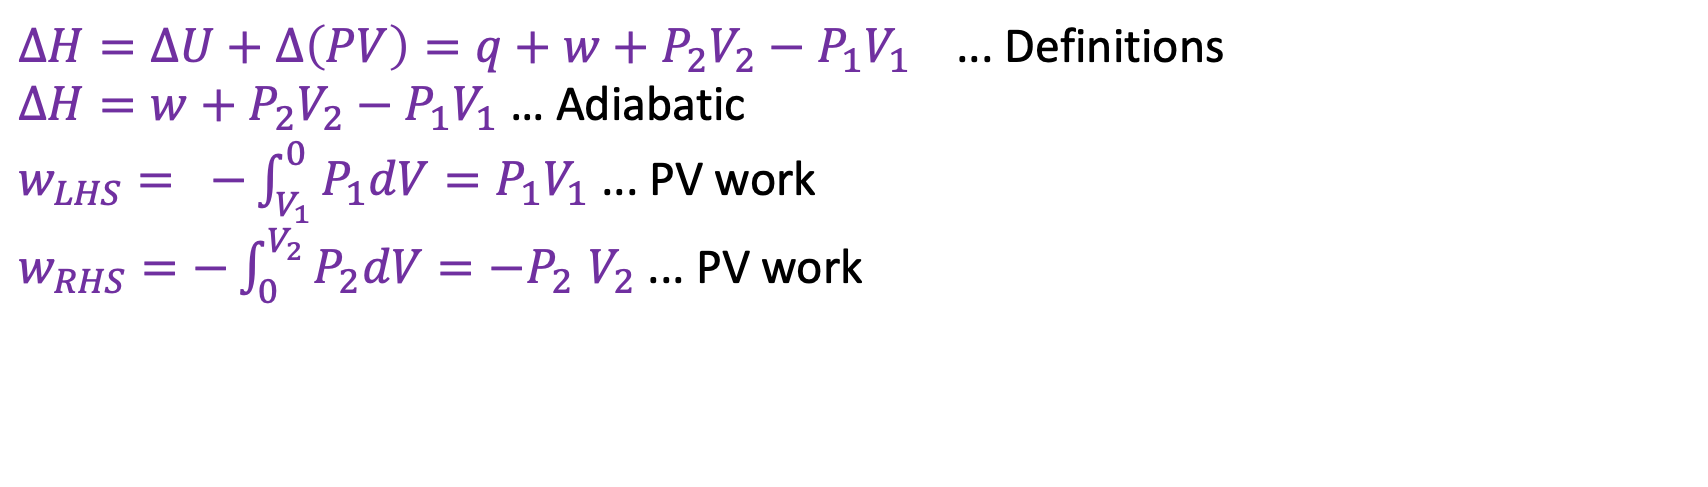 ΔH = ΔU + Δ(PV) = q + w + P₂V₂ − P₁V₁ ... Definitions
ΔH = w + P₂V₂ − P₁V₁ ... Adiabatic
w_LHS = −∫_{V₁}^{0} P₁dV = P₁V₁ ... PV work
w_RHS = −∫_{0}^{V₂} P₂dV = −P₂ V₂ ... PV work